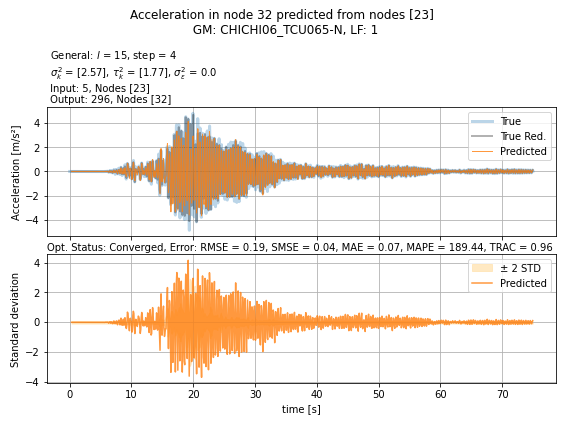 Acceleration in node 32 predicted from nodes [23]
GM: CHICHI06_TCU065-N, LF: 1
General: l = 15, step = 4
σ²ₖ = [2.57], τ²ₖ = [1.77], σ²ε = 0.0
Input: 5, Nodes [23]
Output: 296, Nodes [32]
Acceleration [m/s²]
4
2
0
−2
−4
True
True Red.
Predicted
Opt. Status: Converged, Error: RMSE = 0.19, SMSE = 0.04, MAE = 0.07, MAPE = 189.44, TRAC = 0.96
Standard deviation
4
2
0
−2
−4
± 2 STD
Predicted
0 10 20 30 40 50 60 70
time [s]